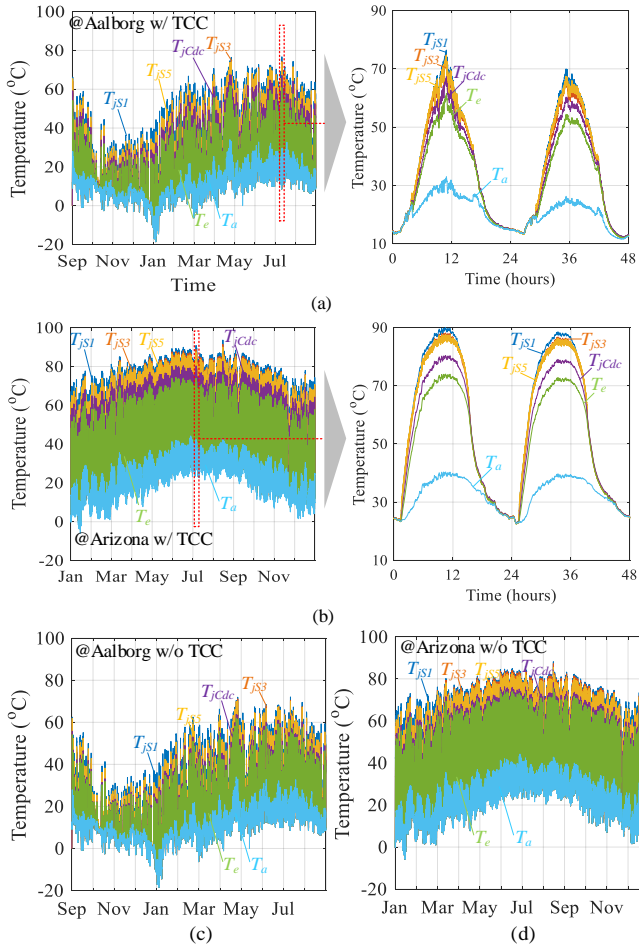 @Aalborg w/ TCC
Temperature (°C)
100
80
60
40
20
0
-20
T_jS1
T_jS5
T_jCdc
T_jS3
T_e
T_a
Sep Nov Jan Mar May Jul
Time
Temperature (°C)
90
70
50
30
10
T_jS1
T_jS3
T_jS5
T_jCdc
T_e
T_a
0 12 24 36 48
Time (hours)
(a)
Temperature (°C)
100
80
60
40
20
0
-20
T_jS1
T_jS3
T_jS5
T_jCdc
T_e
T_a
@Arizona w/ TCC
Jan Mar May Jul Sep Nov
Temperature (°C)
90
70
50
30
10
T_jS1
T_jS3
T_jS5
T_jCdc
T_e
T_a
0 12 26 36 48
Time (hours)
(b)
@Aalborg w/o TCC
Temperature (°C)
100
80
60
40
20
0
-20
T_jS1
T_jS5
T_jCdc
T_jS3
T_e
T_a
Sep Nov Jan Mar May Jul
(c)
@Arizona w/o TCC
Temperature (°C)
100
80
60
40
20
0
-20
T_jS1
T_jS3
T_jS5
T_jCdc
T_e
T_a
Jan Mar May Jul Sep Nov
(d)